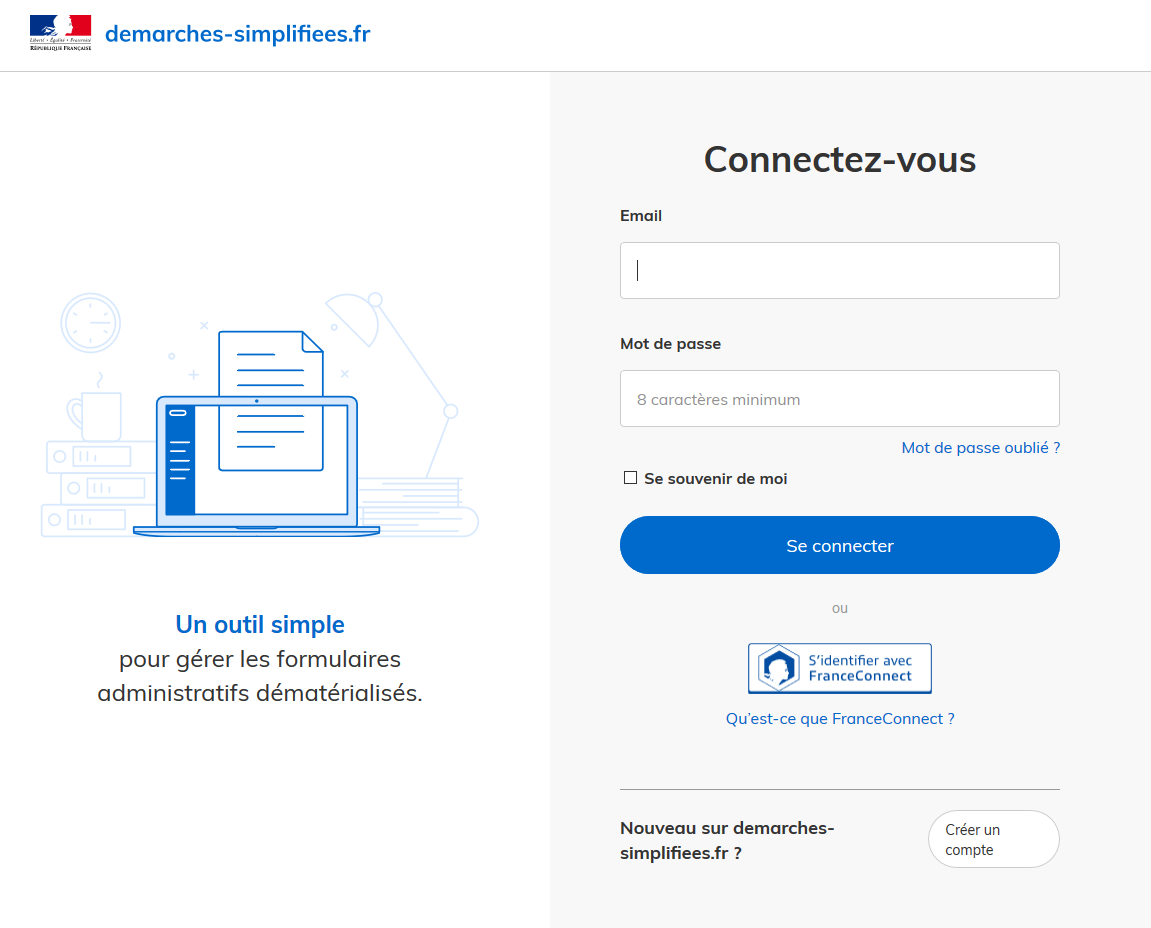 Liberté • Égalité • Fraternité
RÉPUBLIQUE FRANÇAISE
demarches-simplifiees.fr
Un outil simple
pour gérer les formulaires
administratifs dématérialisés.
Connectez-vous
Email
Mot de passe
8 caractères minimum
Mot de passe oublié ?
Se souvenir de moi
Se connecter
ou
S'identifier avec
FranceConnect
Qu’est-ce que FranceConnect ?
Nouveau sur demarches-
simplifiees.fr ?
Créer un
compte